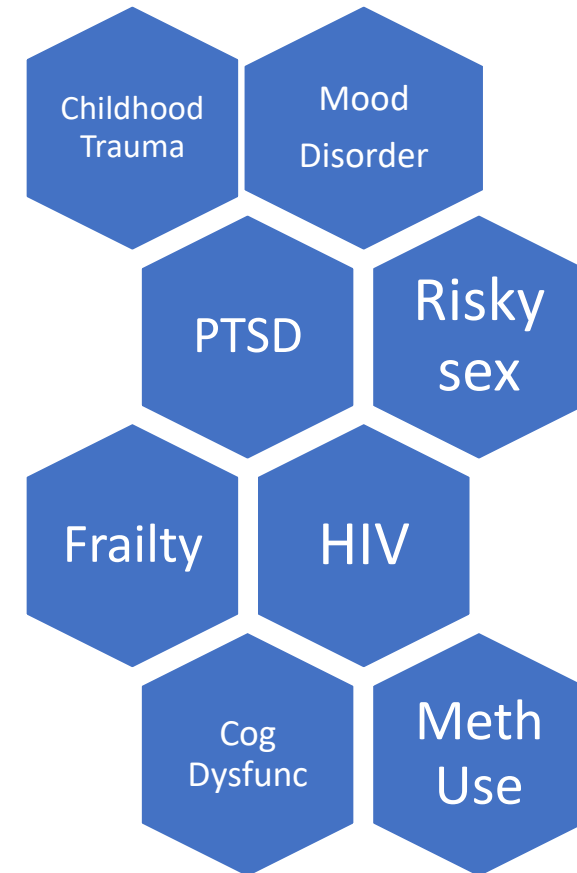 Childhood
Trauma
Mood
Disorder
PTSD
Risky
sex
Frailty
HIV
Cog
Dysfunc
Meth
Use